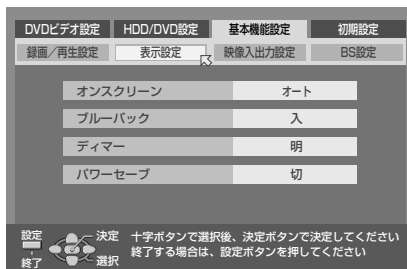 DVDビデオ設定 HDD/DVD設定 基本機能設定 初期設定
録画／再生設定 表示設定 映像入出力設定 BS設定
オンスクリーン オート
ブルーバック 入
ディマー 明
パワーセーブ 切
設定 決定 十字ボタンで選択後、決定ボタンで決定してください
終了 選択 終了する場合は、設定ボタンを押してください